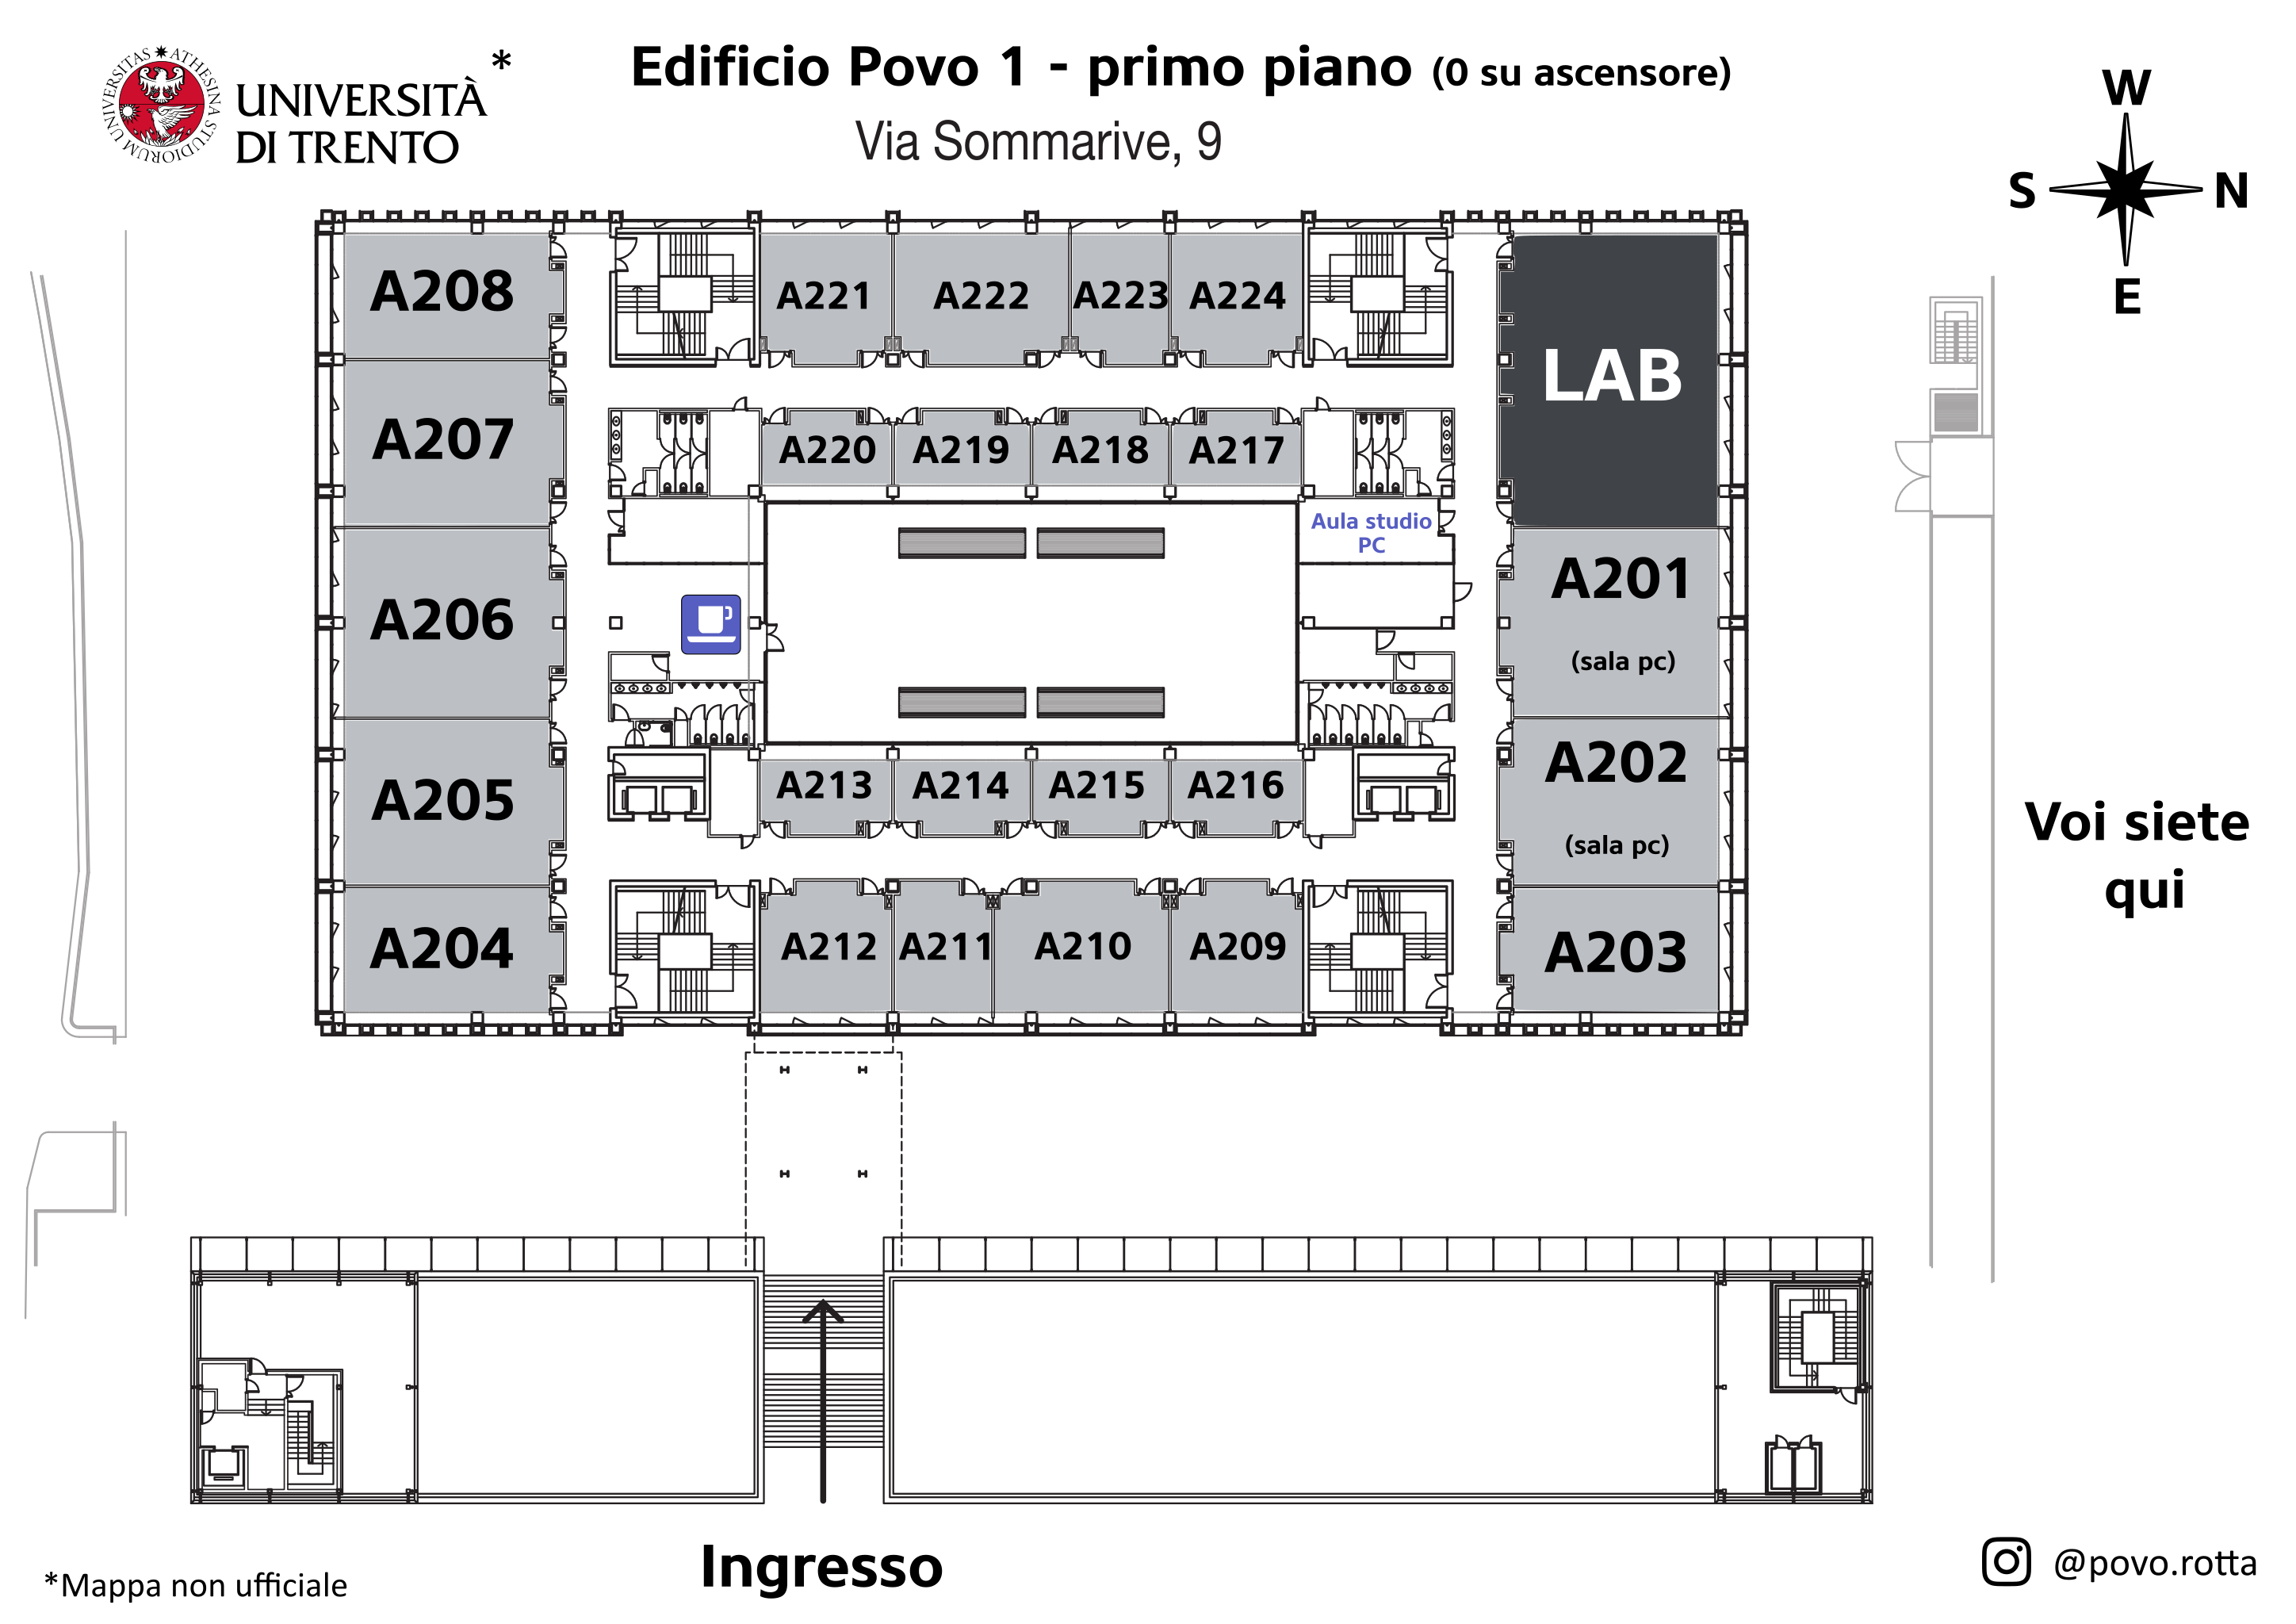 UNIVERSITAS ATHESINA STUDIORUM
UNIVERSITÀ
DI TRENTO
*
Edificio Povo 1 - primo piano (0 su ascensore)
Via Sommarive, 9
W
S
N
E
A208
A221
A222
A223
A224
LAB
A207
A220
A219
A218
A217
Aula studio
PC
A206
A201
(sala pc)
A205
A213
A214
A215
A216
A202
(sala pc)
Voi siete
qui
A204
A212
A211
A210
A209
A203
Ingresso
*Mappa non ufficiale
@povo.rotta